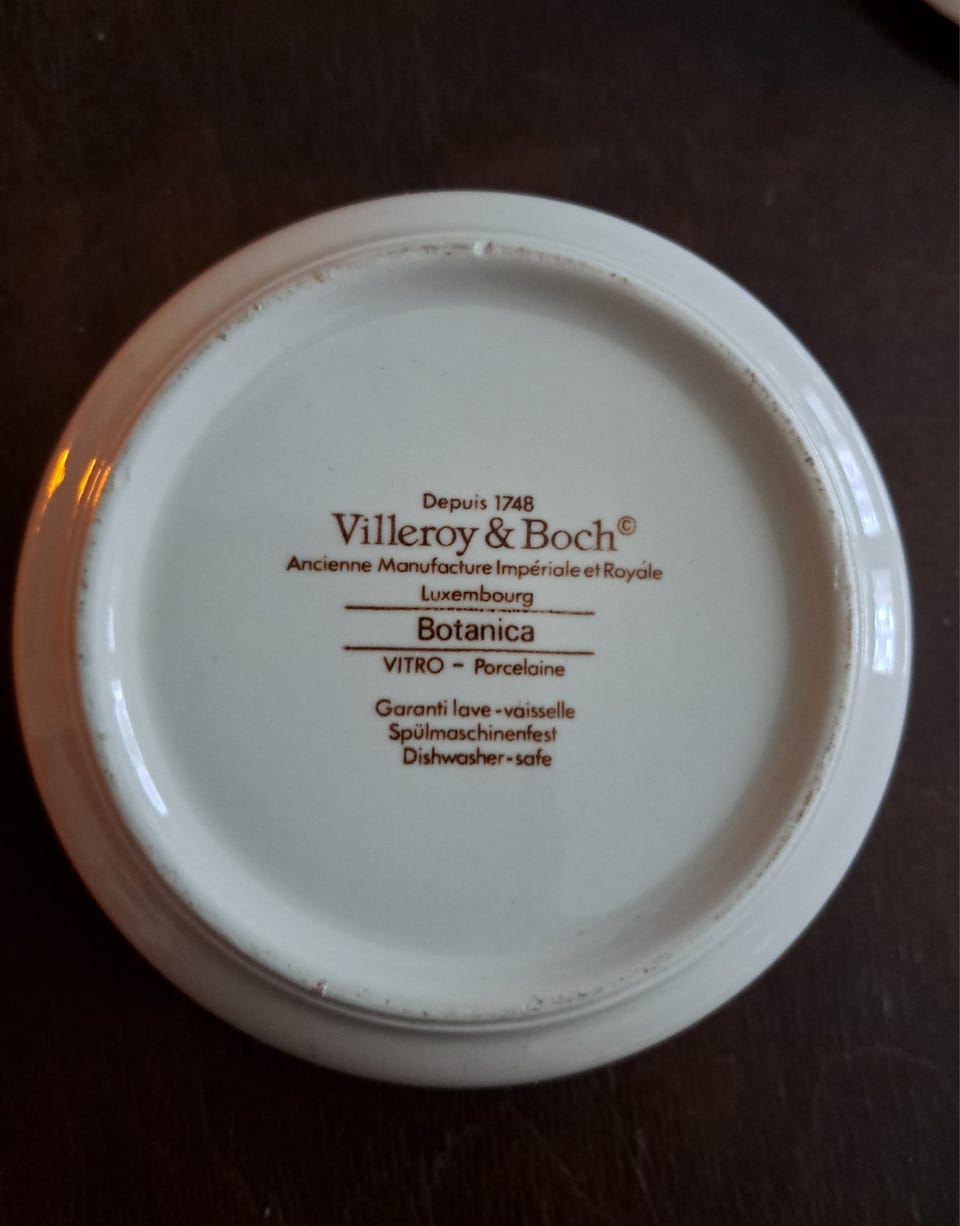 Depuis 1748
Villeroy & Boch©
Ancienne Manufacture Impériale et Royale
Luxembourg
Botanica
VITRO – Porcelaine
Garanti lave-vaisselle
Spülmaschinenfest
Dishwasher-safe